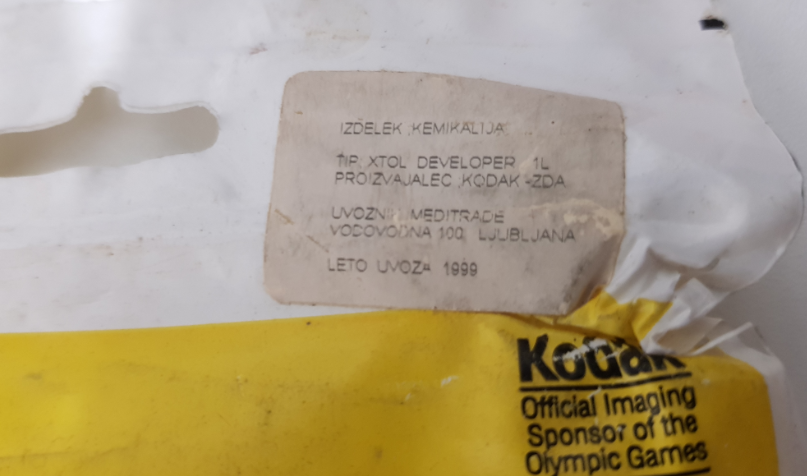 IZDELEK :KEMIKALIJA
TIP: XTOL DEVELOPER 1L
PROIZVAJALEC :KODAK -ZDA
UVOZNIK: MEDITRADE
VODOVODNA 100, LJUBLJANA
LETO UVOZA 1999
Kodak
Official Imaging
Sponsor of the
Olympic Games